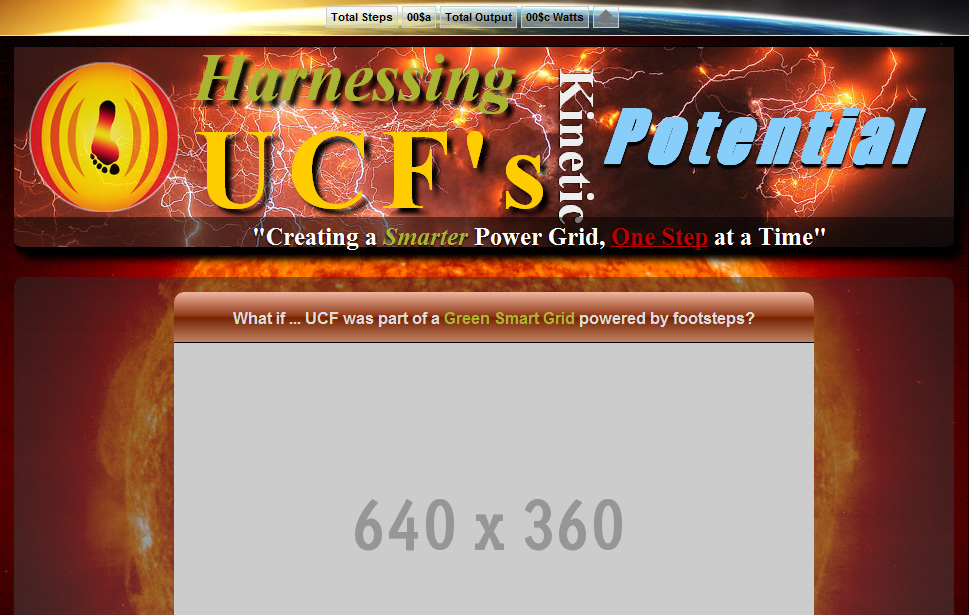 Total Steps 00$a Total Output 00$c Watts
Harnessing
UCF's
Kinetic
Potential
"Creating a Smarter Power Grid, One Step at a Time"
What if ... UCF was part of a Green Smart Grid powered by footsteps?
640 x 360